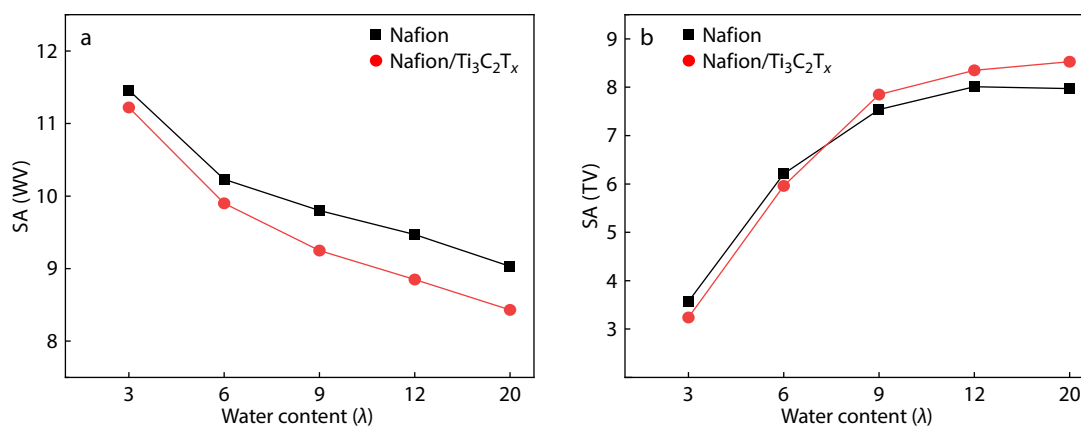 a
Nafion
Nafion/Ti₃C₂Tₓ
12
11
10
9
8
SA (WV)
3 6 9 12 20
Water content (λ)
b
Nafion
Nafion/Ti₃C₂Tₓ
9
8
7
6
5
4
3
SA (TV)
3 6 9 12 20
Water content (λ)